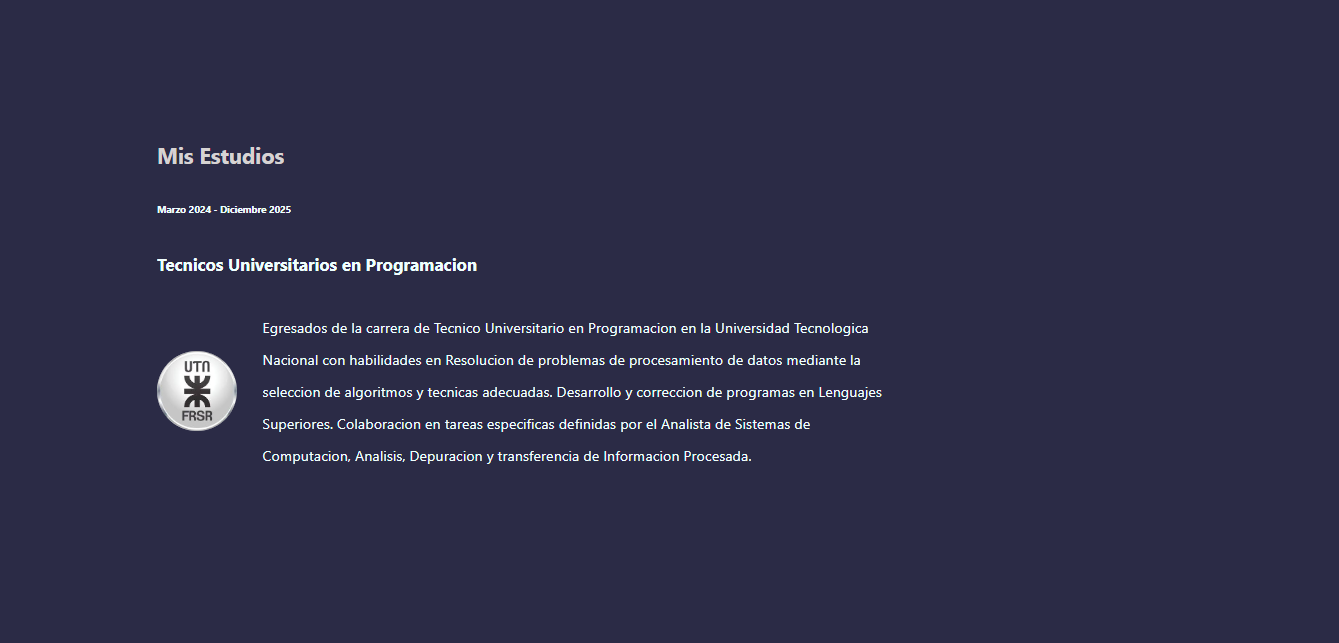 Mis Estudios
Marzo 2024 - Diciembre 2025
Tecnicos Universitarios en Programacion
Egresados de la carrera de Tecnico Universitario en Programacion en la Universidad Tecnologica
Nacional con habilidades en Resolucion de problemas de procesamiento de datos mediante la
seleccion de algoritmos y tecnicas adecuadas. Desarrollo y correccion de programas en Lenguajes
Superiores. Colaboracion en tareas especificas definidas por el Analista de Sistemas de
Computacion, Analisis, Depuracion y transferencia de Informacion Procesada.
UTN
FRSR